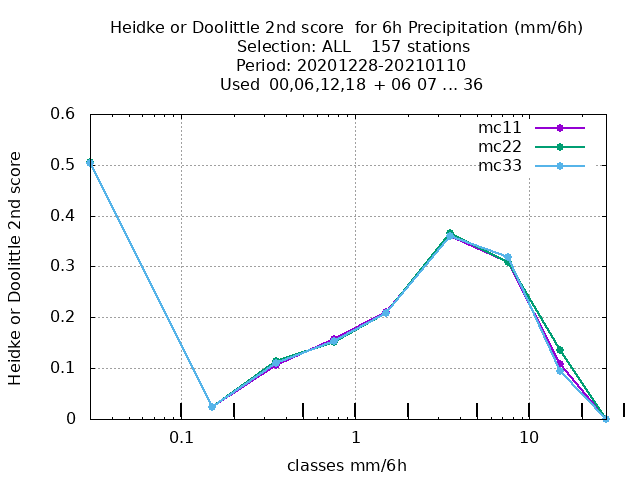 Heidke or Doolittle 2nd score  for 6h Precipitation (mm/6h)
Selection: ALL    157 stations
Period: 20201228-20210110
Used  00,06,12,18  + 06 07 ... 36
mc11
mc22
mc33
0.6
0.5
0.4
0.3
0.2
0.1
0
Heidke or Doolittle 2nd score
0.1
1
10
classes mm/6h